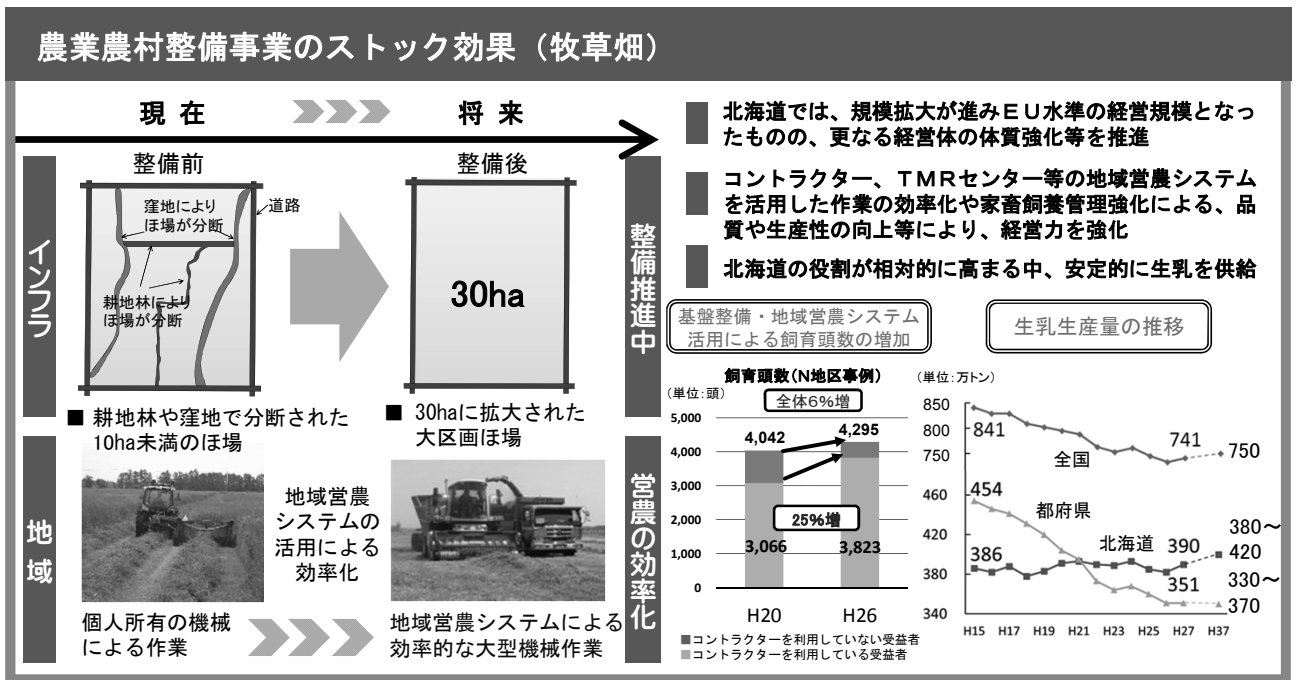 農業農村整備事業のストック効果（牧草畑）
現在
将来
整備前
整備後
窪地により
ほ場が分断
道路
耕地林により
ほ場が分断
30ha
インフラ
■ 耕地林や窪地で分断された
10ha未満のほ場
■ 30haに拡大された
大区画ほ場
地域
地域営農
システムの
活用による
効率化
個人所有の機械
による作業
地域営農システムによる
効率的な大型機械作業
整備推進中
営農の効率化
北海道では、規模拡大が進みＥＵ水準の経営規模となっ
たものの、更なる経営体の体質強化等を推進
コントラクター、ＴＭＲセンター等の地域営農システム
を活用した作業の効率化や家畜飼養管理強化による、品
質や生産性の向上等により、経営力を強化
北海道の役割が相対的に高まる中、安定的に生乳を供給
基盤整備・地域営農システム
活用による飼育頭数の増加
飼育頭数（Ｎ地区事例）
（単位：頭）
全体6％増
5,000
4,000
3,000
2,000
1,000
0
4,042
4,295
25％増
3,066
3,823
H20
H26
■コントラクターを利用していない受益者
■コントラクターを利用している受益者
生乳生産量の推移
（単位：万トン）
850
800
750
460
420
380
340
841
全国
741
750
454
都府県
北海道
386
390
380～
420
351
330～
370
H15
H17
H19
H21
H23
H25
H27
H37